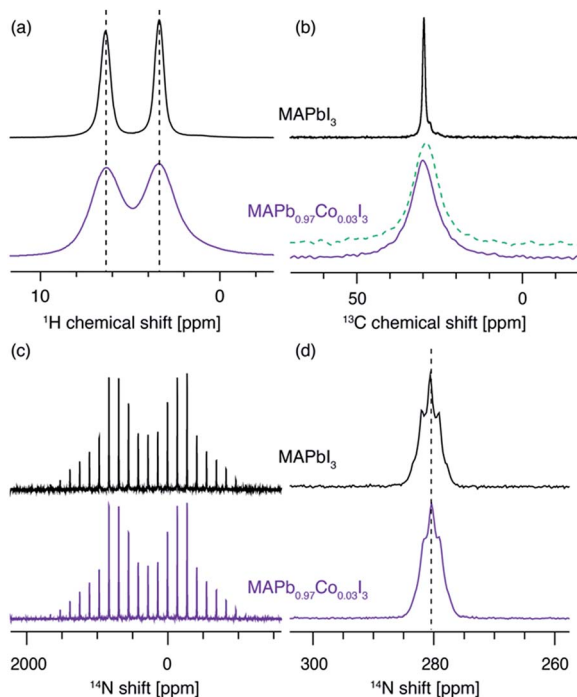 (a)
(b)
MAPbI₃
MAPb₀.₉₇Co₀.₀₃I₃
10
0
50
0
¹H chemical shift [ppm]
¹³C chemical shift [ppm]
(c)
(d)
MAPbI₃
MAPb₀.₉₇Co₀.₀₃I₃
2000
0
300
280
260
¹⁴N shift [ppm]
¹⁴N shift [ppm]